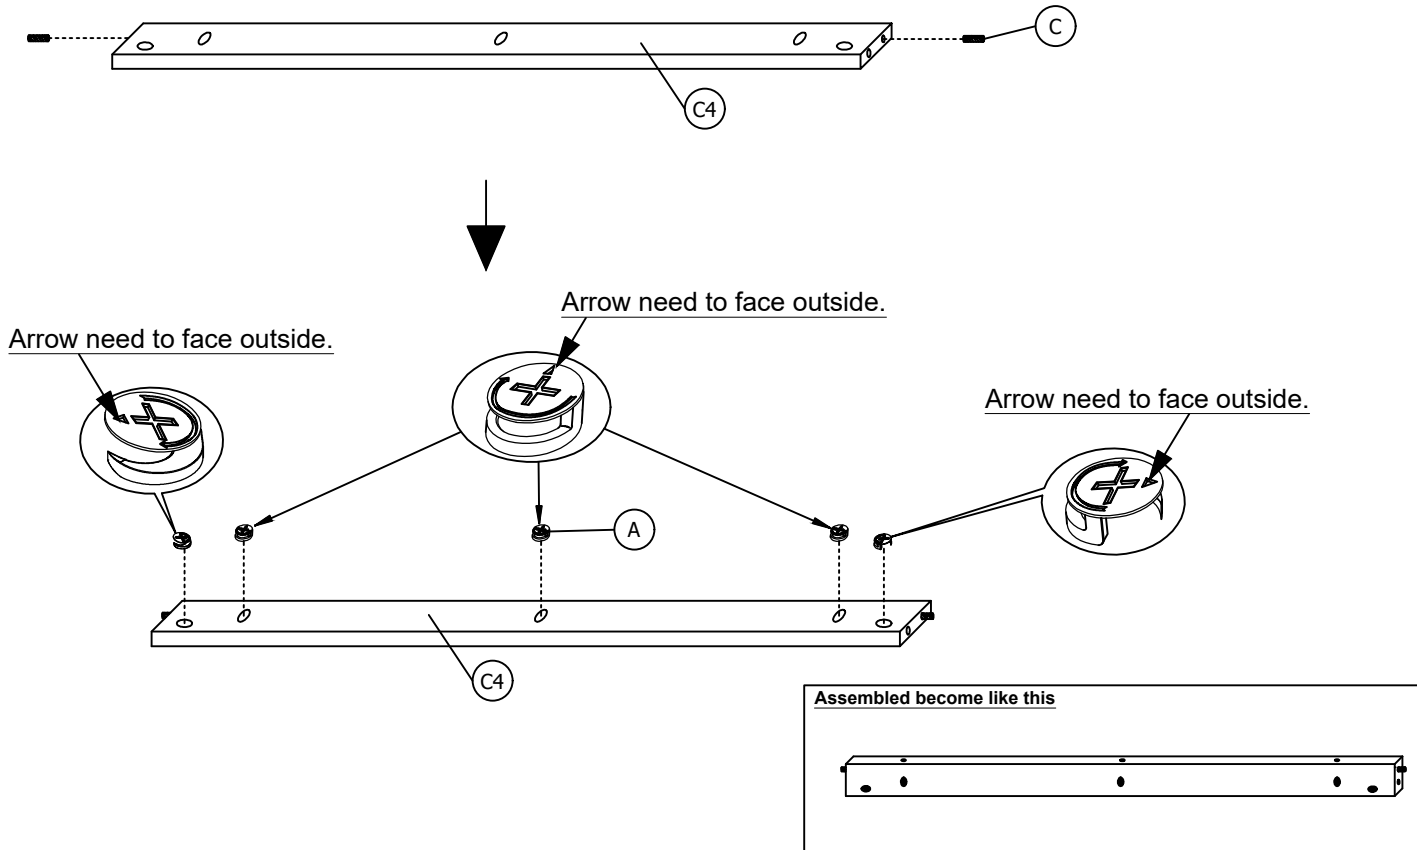 C
C4
Arrow need to face outside.
Arrow need to face outside.
Arrow need to face outside.
A
C4
Assembled become like this